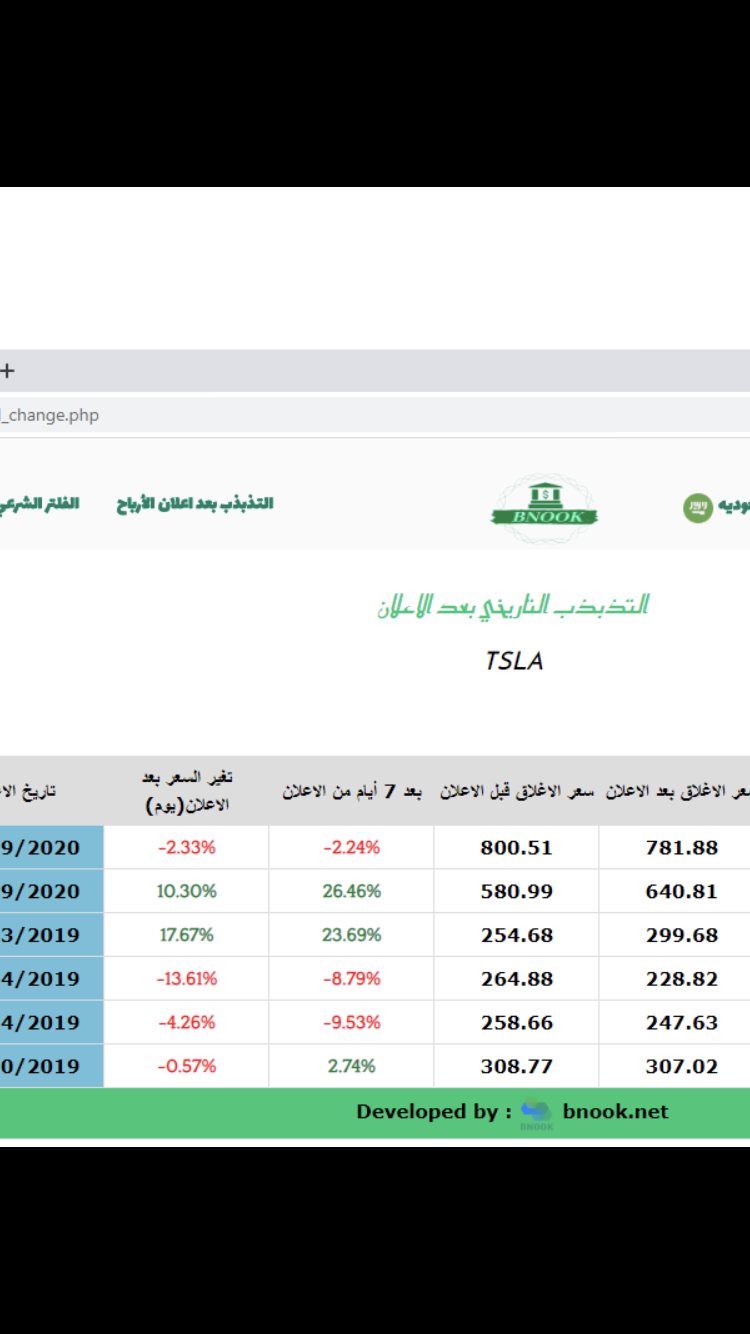 +
_change.php
الفلتر الشرعي التذبذب بعد اعلان الأرباح BNOOK
التذبذب التاريخي بعد الاعلان
TSLA
تاريخ تغير السعر بعد الاعلان(يوم) بعد 7 أيام من الاعلان سعر الاغلاق قبل الاعلان الاغلاق بعد الاعلان
9/2020 -2.33% -2.24% 800.51 781.88
9/2020 10.30% 26.46% 580.99 640.81
3/2019 17.67% 23.69% 254.68 299.68
4/2019 -13.61% -8.79% 264.88 228.82
4/2019 -4.26% -9.53% 258.66 247.63
0/2019 -0.57% 2.74% 308.77 307.02
Developed by : BNOOK bnook.net